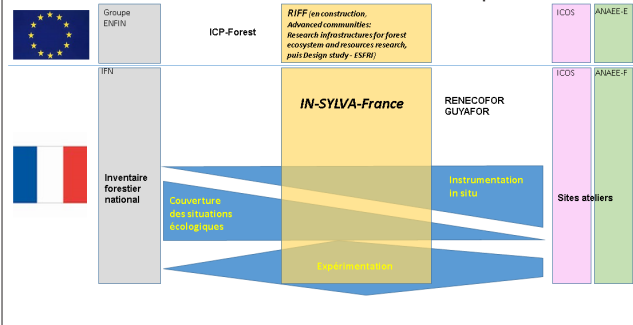 Groupe
ENFIN
ICP-Forest
RIFF (en construction,
Advanced communities:
Research infrastructures for forest
ecosystem and resources research,
puis Design study - ESFRI)
ICOS
ANAEE-E
IFN
IN-SYLVA-France
RENECOFOR
GUYAFOR
ICOS
ANAEE-F
Inventaire
forestier
national
Couverture
des situations
écologiques
Instrumentation
in situ
Sites ateliers
Expérimentation